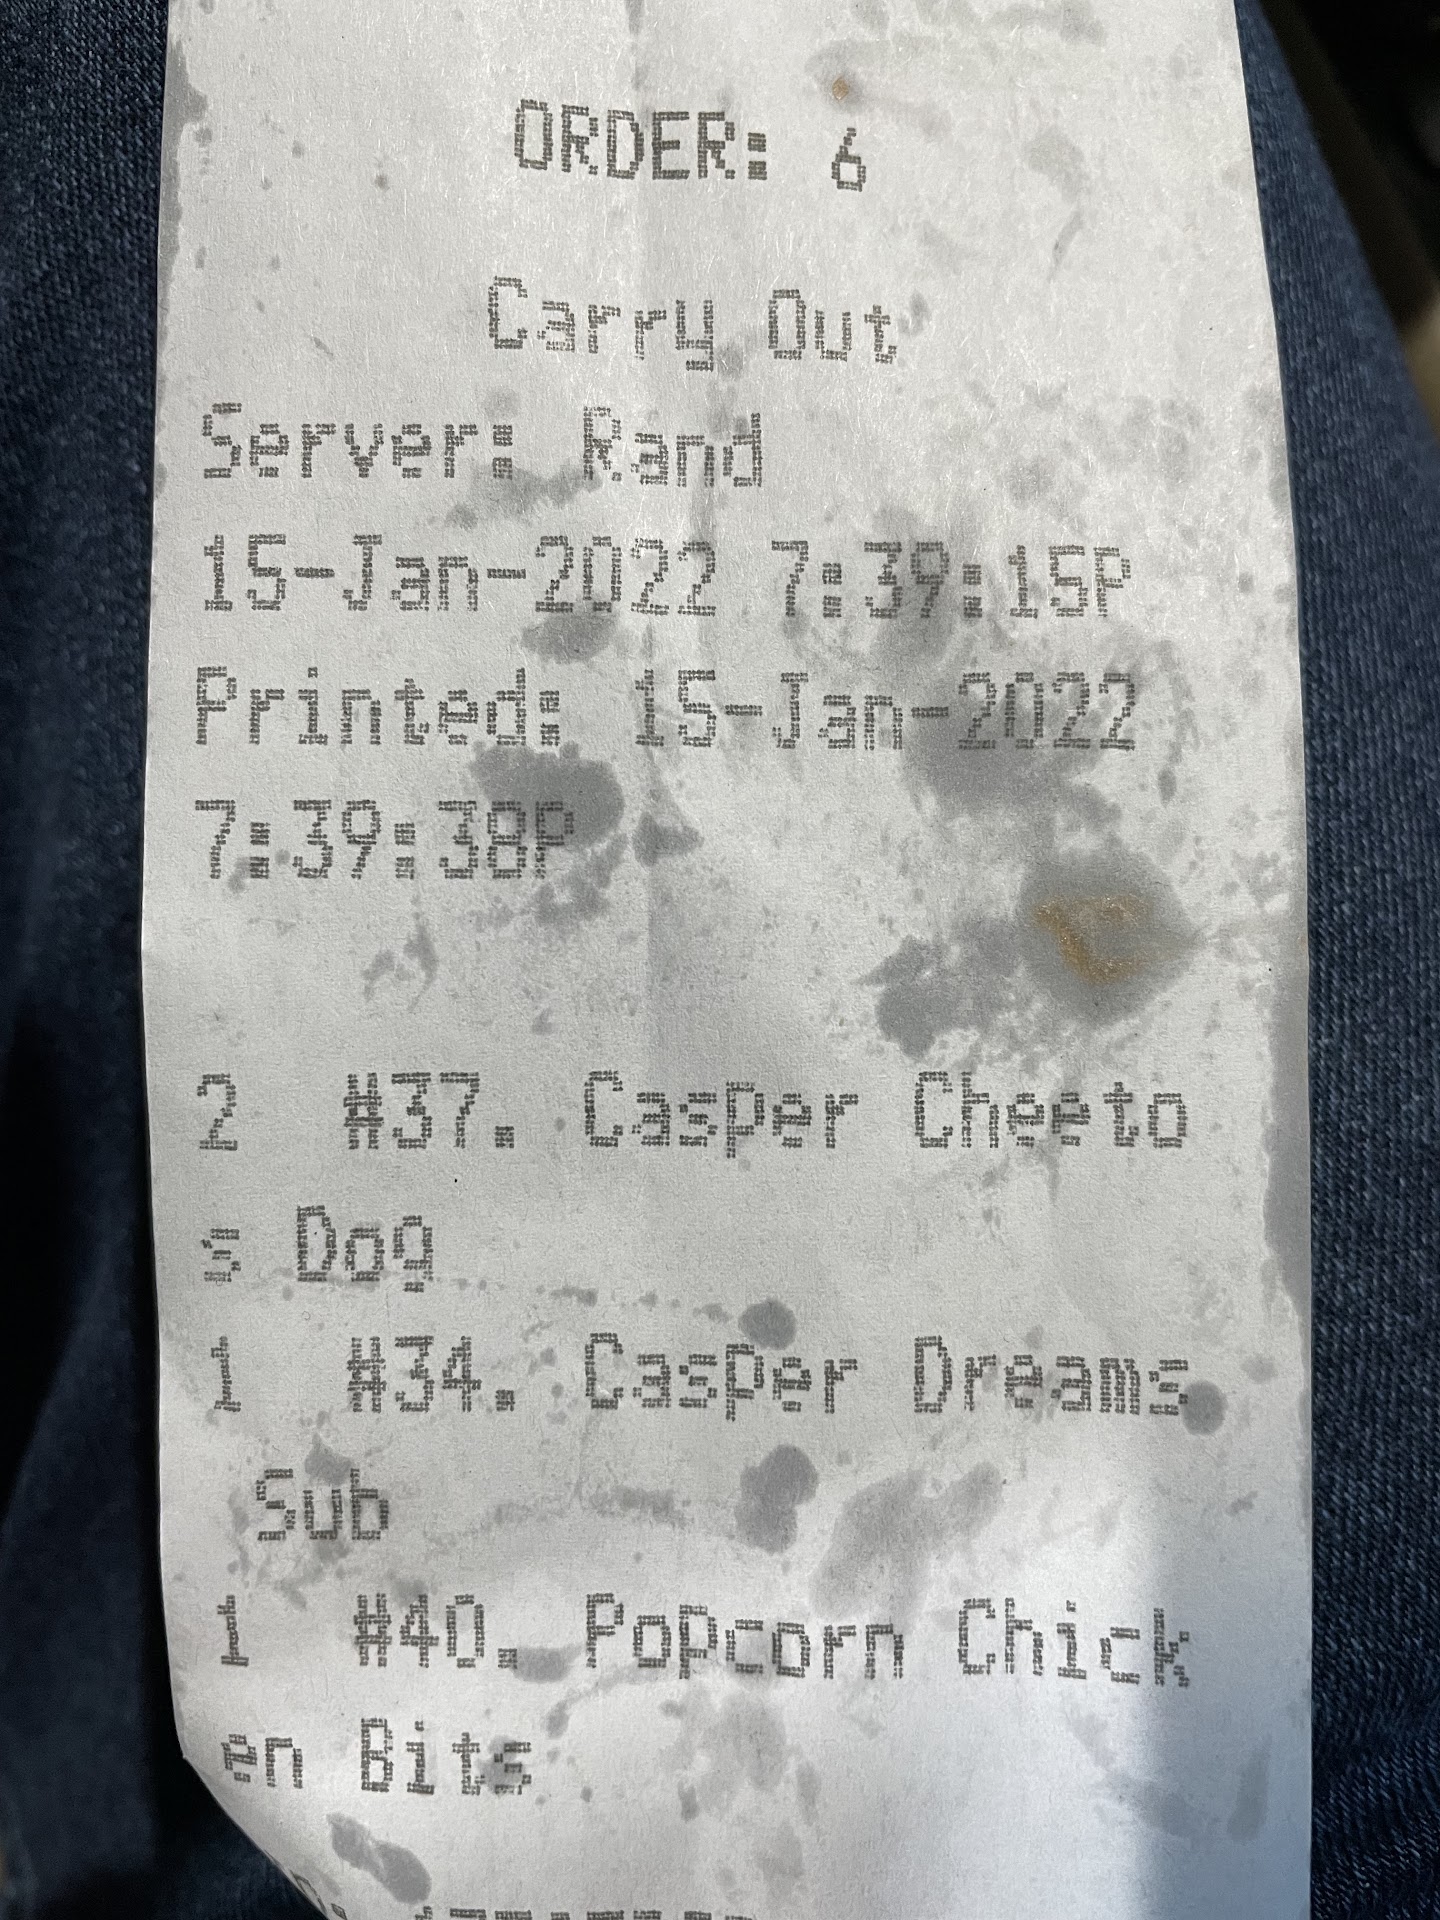 ORDER: 6
Carry Out
Server: Rand
15-Jan-2022 7:39:15P
Printed: 15-Jan-2022
7:39:38P
2 #37. Casper Cheeto
s Dog
1 #34. Casper Dreams
Sub
1 #40. Popcorn Chick
en Bits